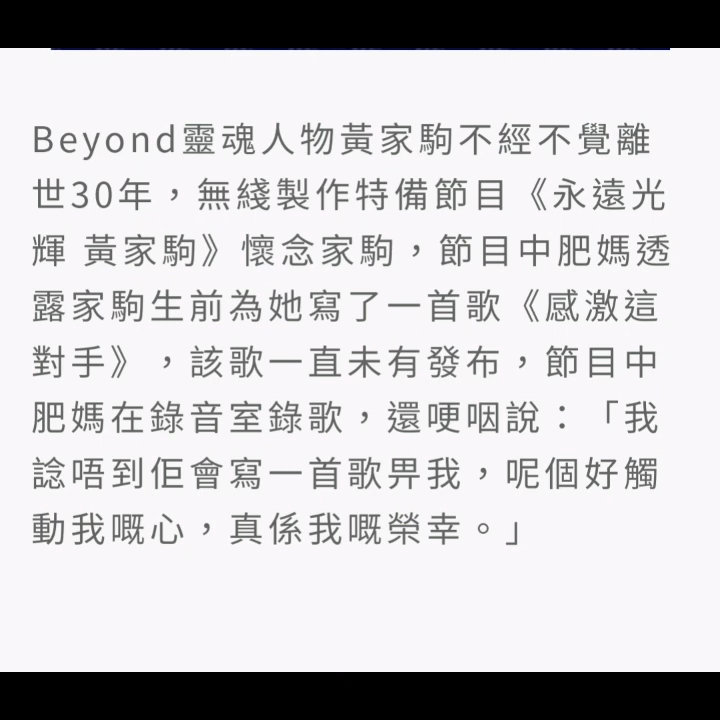 Beyond靈魂人物黃家駒不經不覺離
世30年，無綫製作特備節目《永遠光
輝 黃家駒》懷念家駒，節目中肥媽透
露家駒生前為她寫了一首歌《感激這
對手》，該歌一直未有發布，節目中
肥媽在錄音室錄歌，還哽咽說：「我
諗唔到佢會寫一首歌畀我，呢個好觸
動我嘅心，真係我嘅榮幸。」